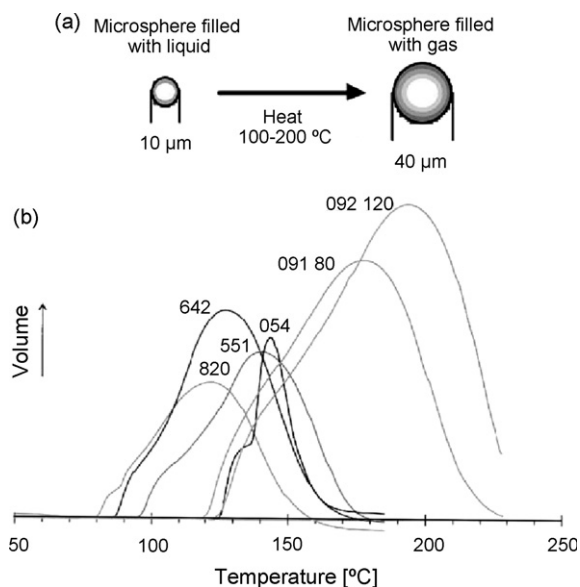 (a)
Microsphere filled
with liquid
Microsphere filled
with gas
Heat
100-200 ºC
10 µm
40 µm
(b)
092 120
091 80
642
054
551
820
Volume
50
100
150
200
250
Temperature [ºC]